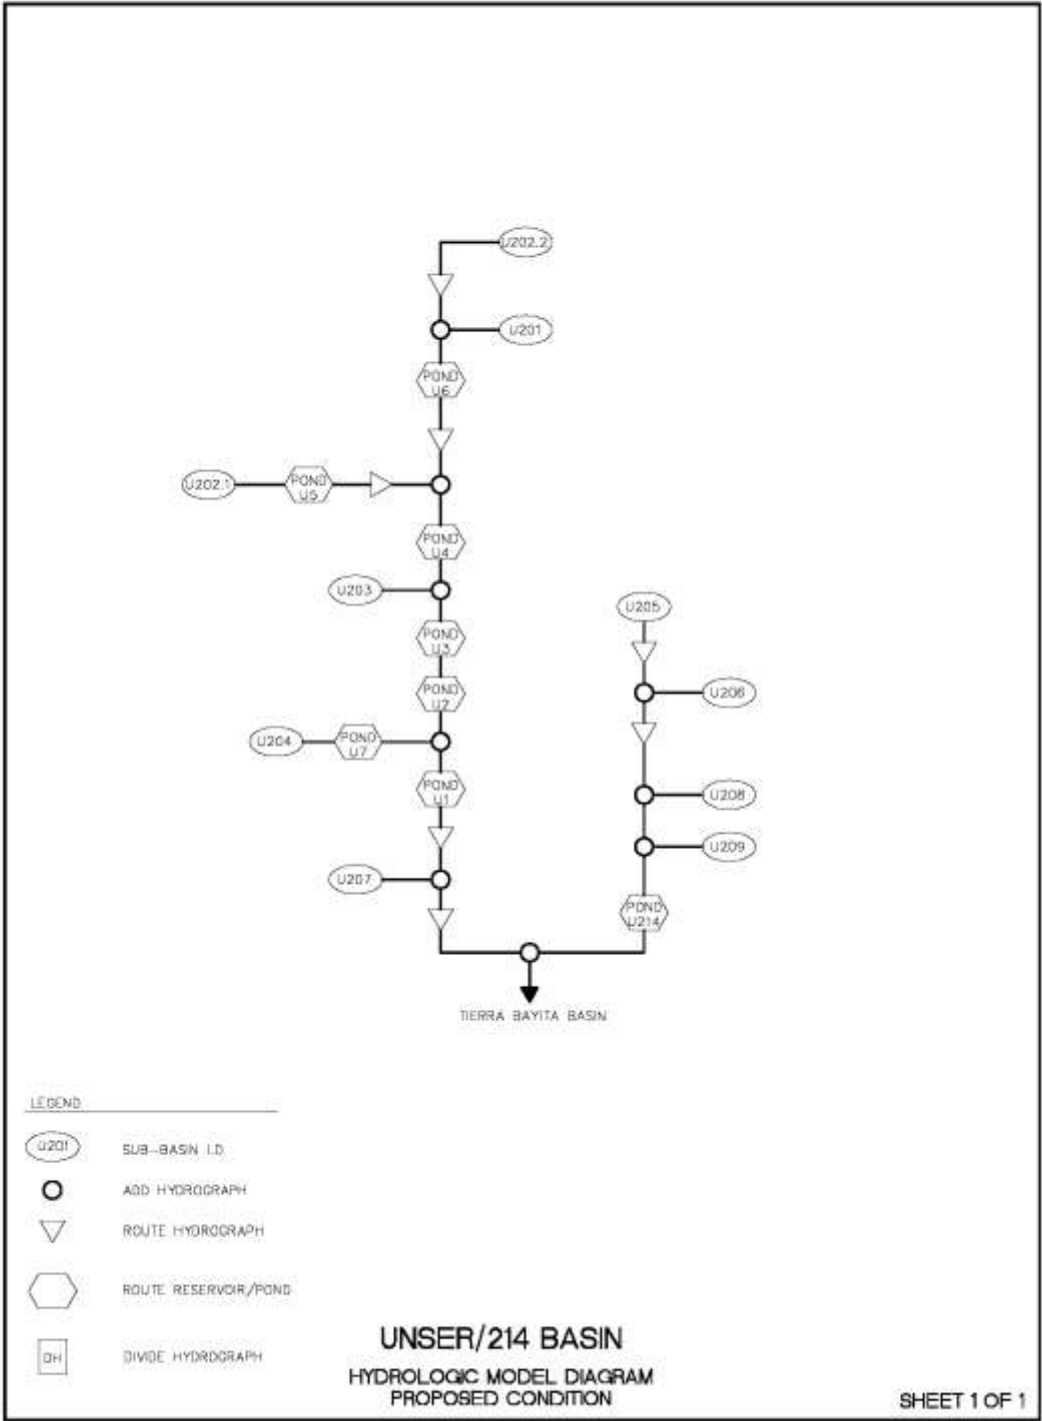 U202.2
U201
POND
U6
U202.1
POND
U5
POND
U4
U203
U205
POND
U3
POND
U2
U206
U204
POND
U7
POND
U1
U208
U209
U207
POND
U214
TIERRA BAYITA BASIN
LEGEND
U201
SUB-BASIN I.D.
ADD HYDROGRAPH
ROUTE HYDROGRAPH
ROUTE RESERVOIR/POND
DH
DIVIDE HYDROGRAPH
UNSER/214 BASIN
HYDROLOGIC MODEL DIAGRAM
PROPOSED CONDITION
SHEET 1 OF 1